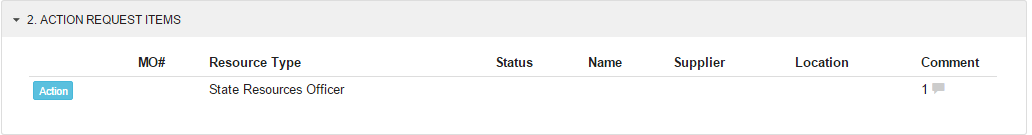 2. ACTION REQUEST ITEMS
MO# Resource Type Status Name Supplier Location Comment
Action State Resources Officer 1